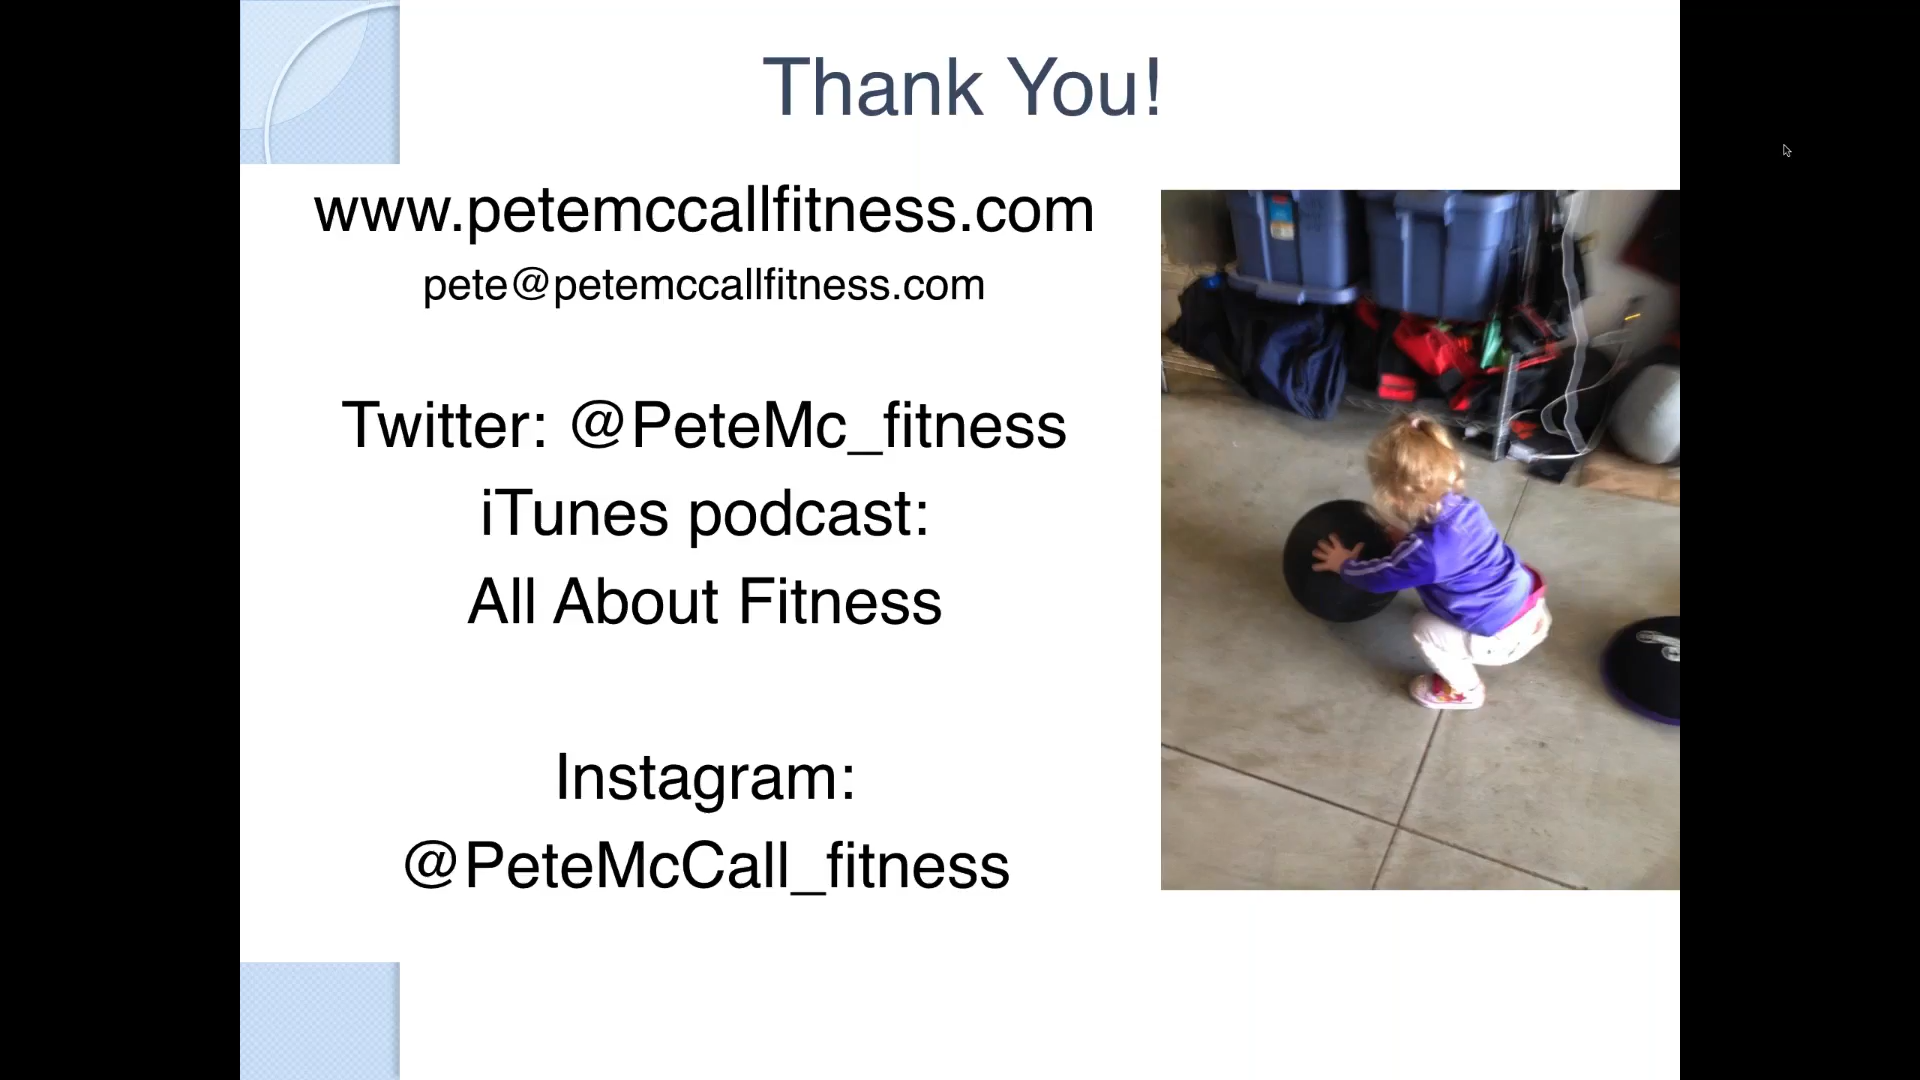 Thank You!
www.petemccallfitness.com
pete@petemccallfitness.com
Twitter: @PeteMc_fitness
iTunes podcast:
All About Fitness
Instagram:
@PeteMcCall_fitness